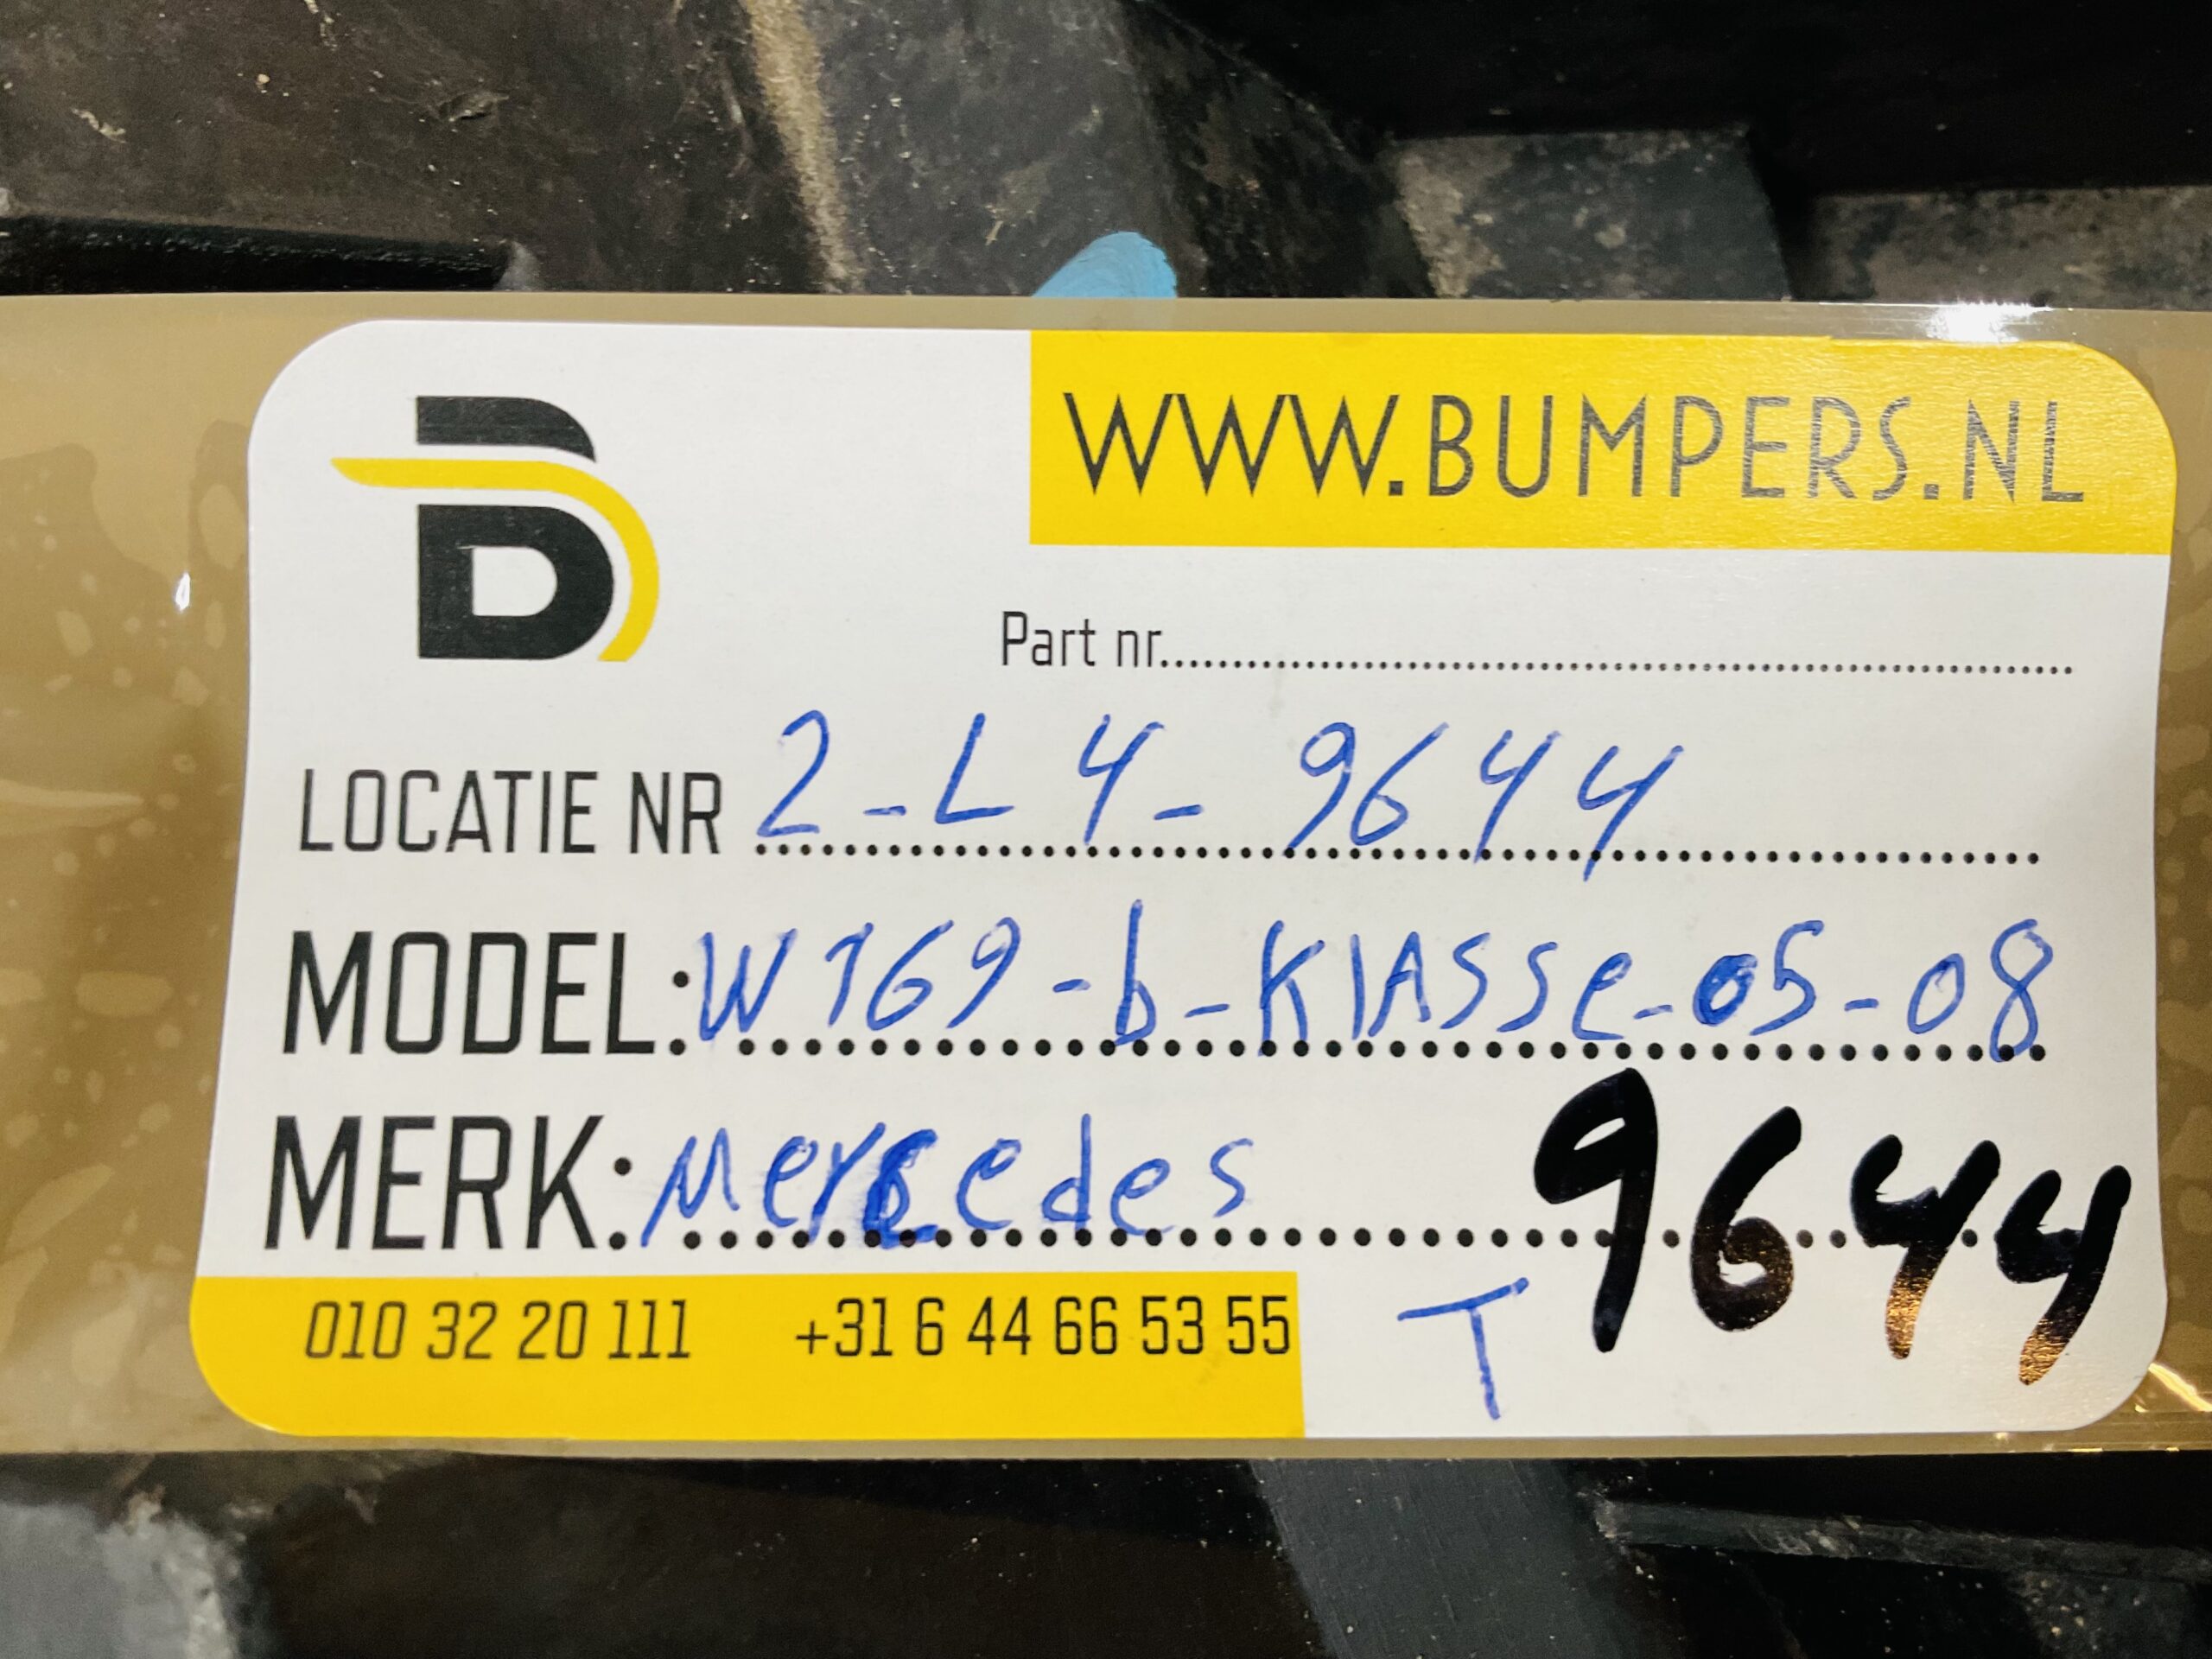 WWW.BUMPERS.NL
Part nr.
LOCATIE NR 2-L4-9644
MODEL: W169-b-KlASSe-05-08
MERK: Mercedes
9644
010 32 20 111 +31 6 44 66 53 55
T